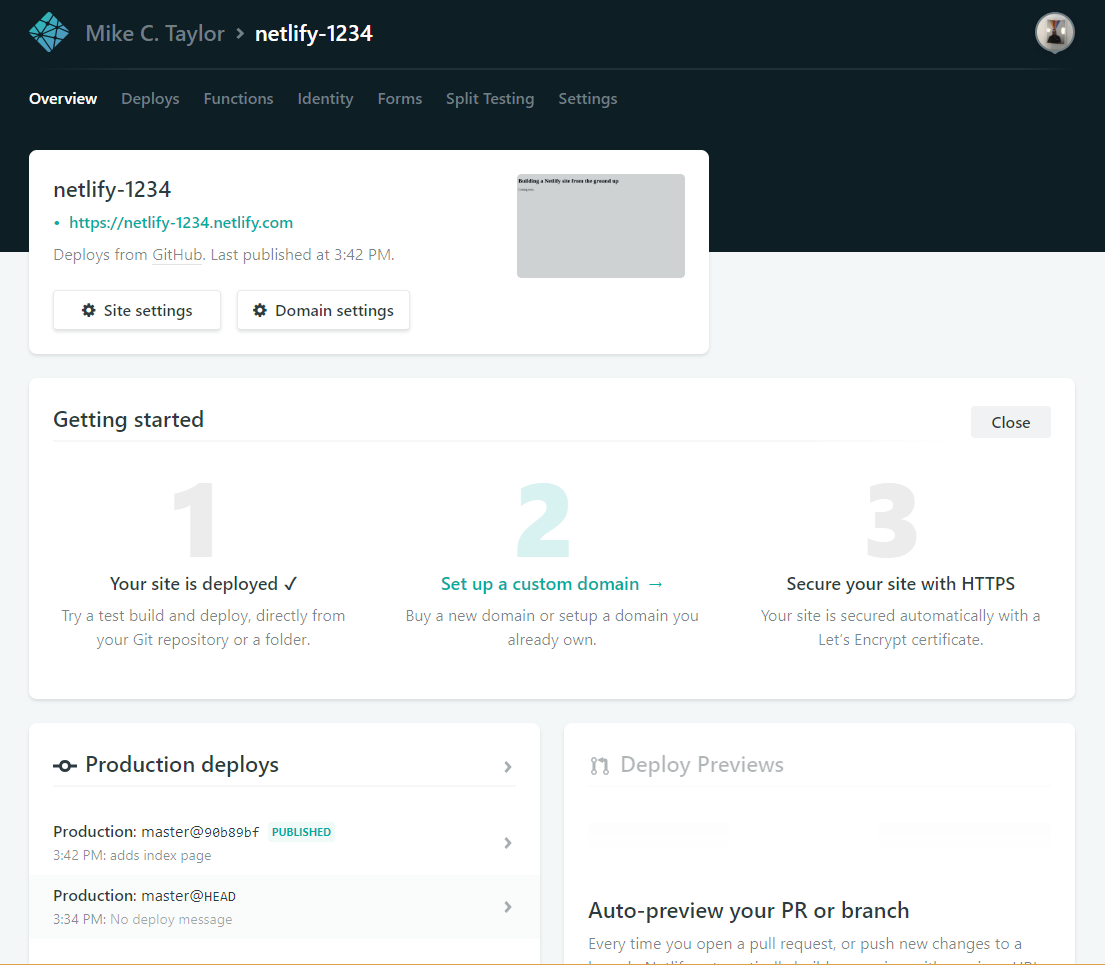 Mike C. Taylor > netlify-1234
Overview Deploys Functions Identity Forms Split Testing Settings
netlify-1234
• https://netlify-1234.netlify.com
Deploys from GitHub. Last published at 3:42 PM.
Site settings Domain settings
Building a Netlify site from the ground up
Getting started
Close
1
Your site is deployed ✓
Try a test build and deploy, directly from
your Git repository or a folder.
2
Set up a custom domain →
Buy a new domain or setup a domain you
already own.
3
Secure your site with HTTPS
Your site is secured automatically with a
Let’s Encrypt certificate.
Production deploys
Production: master@90b89bf PUBLISHED
3:42 PM: adds index page
Production: master@HEAD
3:34 PM: No deploy message
Deploy Previews
Auto-preview your PR or branch
Every time you open a pull request, or push new changes to a